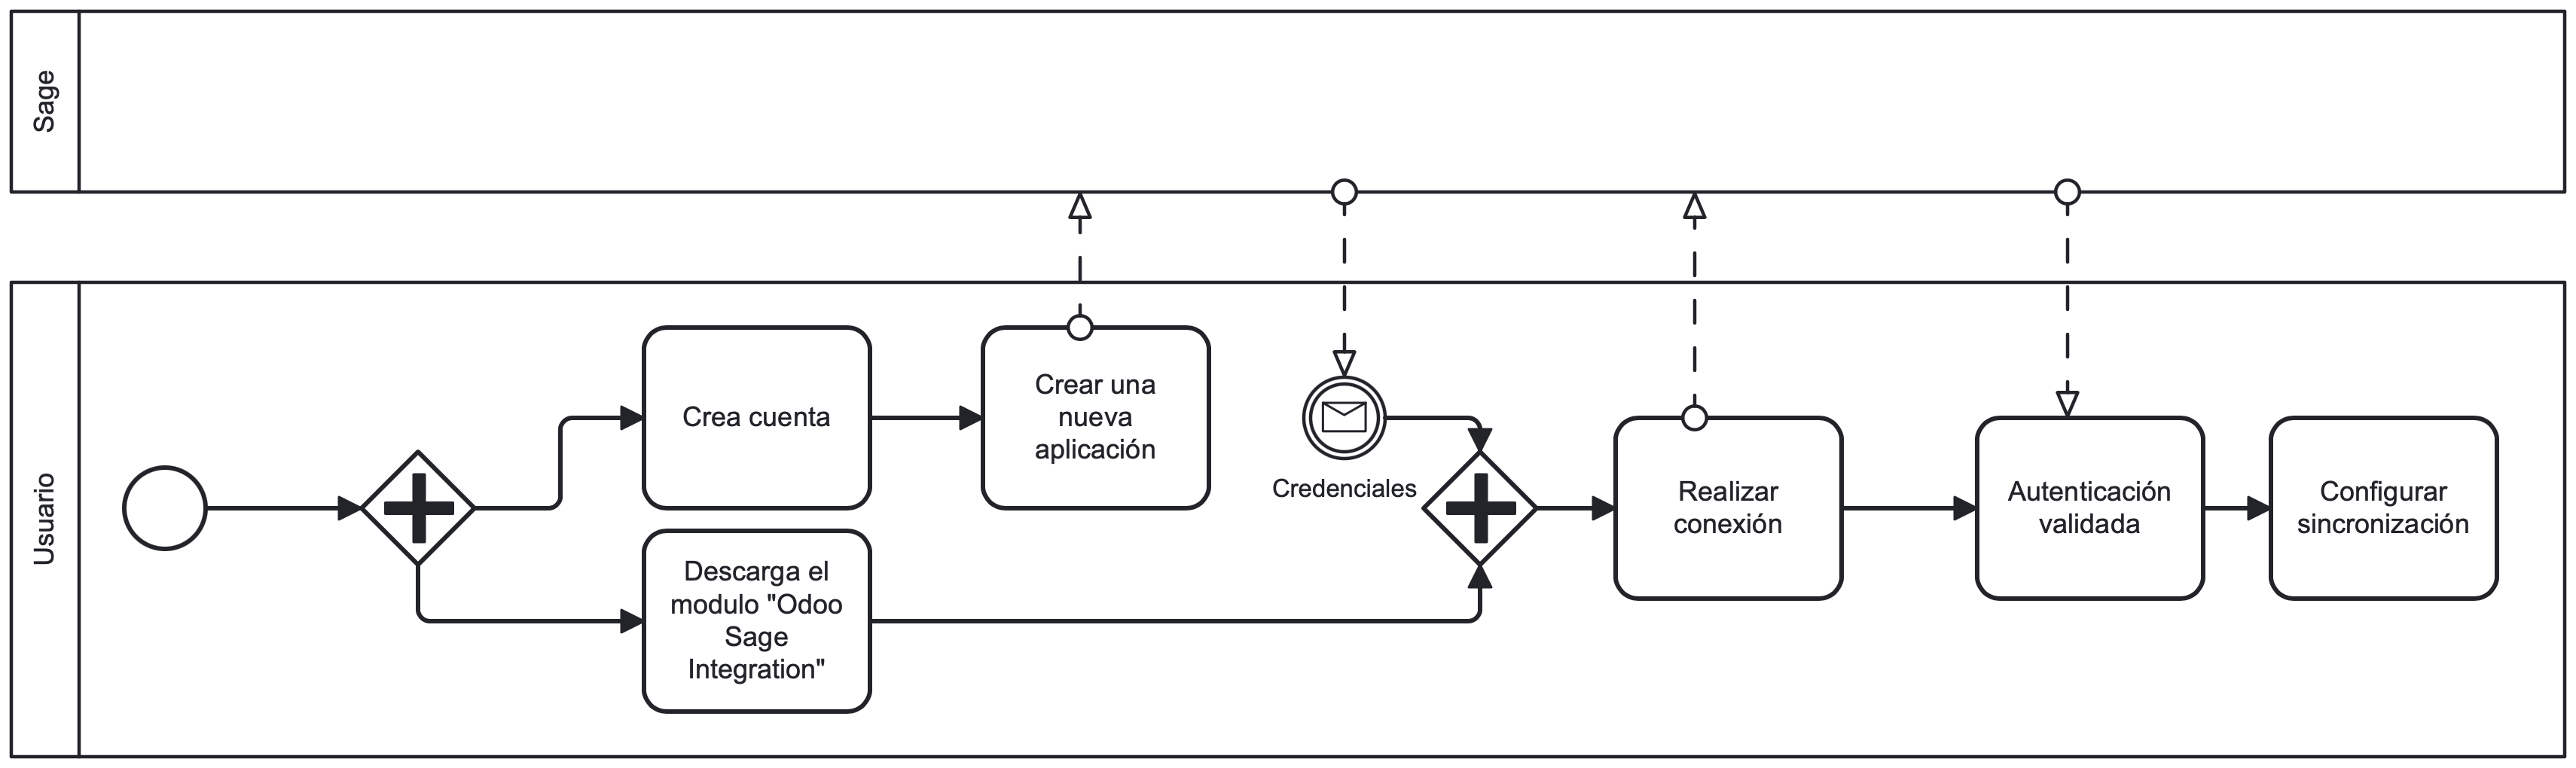 Sage
Usuario
Crea cuenta
Crear una
nueva
aplicación
Descarga el
modulo "Odoo
Sage
Integration"
Credenciales
Realizar
conexión
Autenticación
validada
Configurar
sincronización